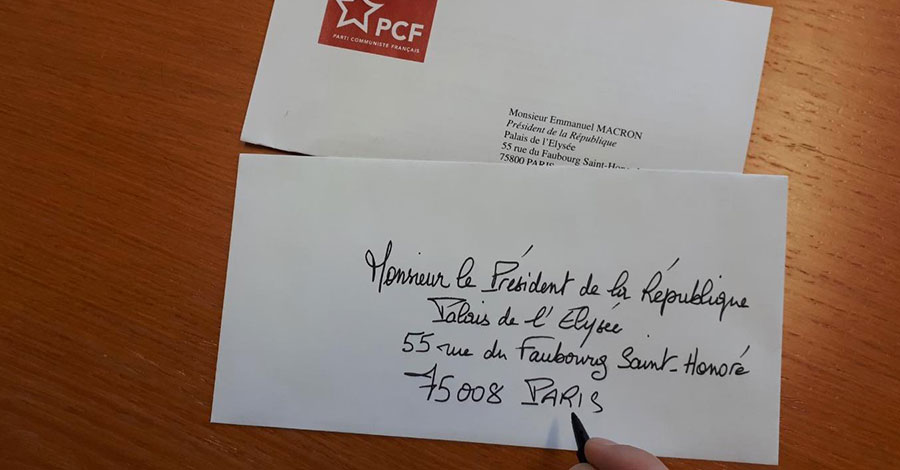 PCF
PARTI COMMUNISTE FRANÇAIS
Monsieur Emmanuel MACRON
Président de la République
Palais de l'Elysée
55 rue du Faubourg Saint-Honoré
75800 PARIS
Monsieur le Président de la République
Palais de l'Elysée
55 rue du Faubourg Saint-Honoré
75008 PARIS